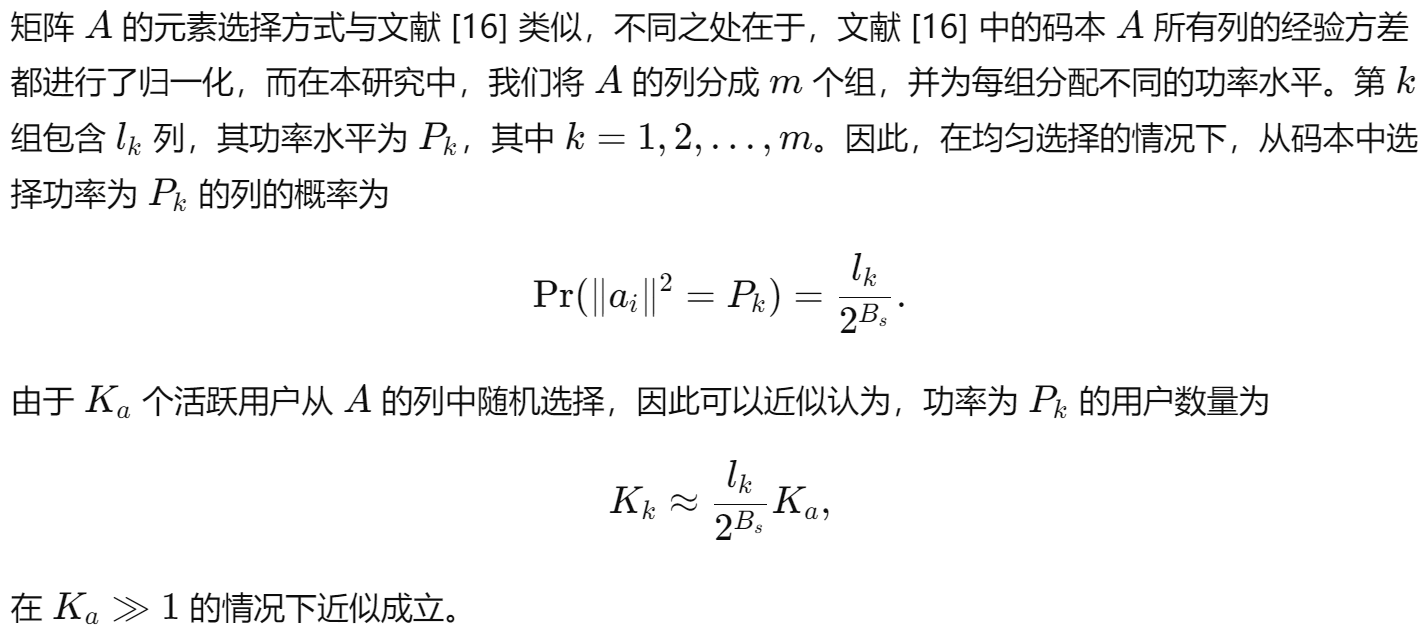 矩阵 A 的元素选择方式与文献 [16] 类似，不同之处在于，文献 [16] 中的码本 A 所有列的经验方差
都进行了归一化，而在本研究中，我们将 A 的列分成 m 个组，并为每组分配不同的功率水平。第 k
组包含 l_k 列，其功率水平为 P_k，其中 k = 1, 2, . . . , m。因此，在均匀选择的情况下，从码本中选
择功率为 P_k 的列的概率为
Pr(‖a_i‖² = P_k) = l_k / 2^{B_s}.
由于 K_a 个活跃用户从 A 的列中随机选择，因此可以近似认为，功率为 P_k 的用户数量为
K_k ≈ l_k / 2^{B_s} K_a,
在 K_a ≫ 1 的情况下近似成立。